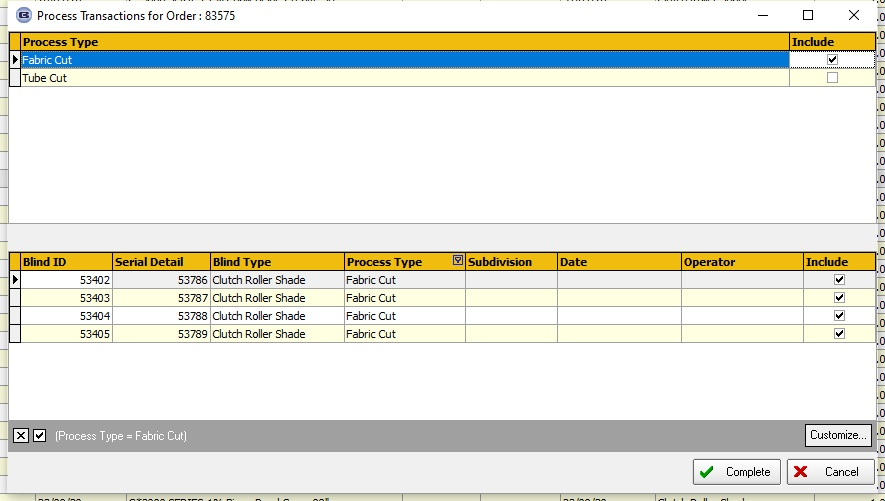 Process Transactions for Order : 83575
Process Type Include
Fabric Cut
Tube Cut
Blind ID Serial Detail Blind Type Process Type Subdivision Date Operator Include
53402 53786 Clutch Roller Shade Fabric Cut
53403 53787 Clutch Roller Shade Fabric Cut
53404 53788 Clutch Roller Shade Fabric Cut
53405 53789 Clutch Roller Shade Fabric Cut
(Process Type = Fabric Cut) Customize...
Complete Cancel